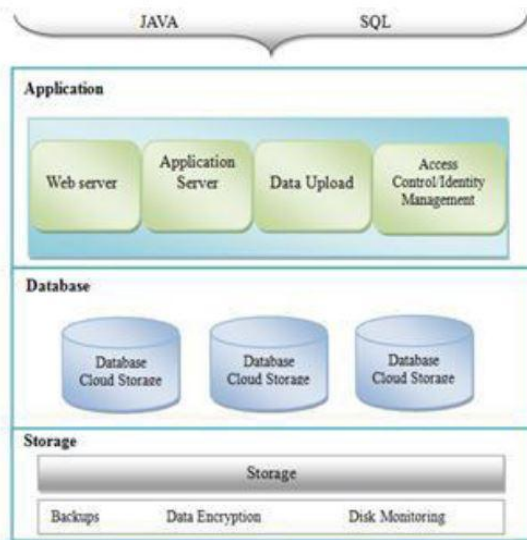 JAVA SQL
Application
Web server
Application
Server
Data Upload
Access
Control/Identity
Management
Database
Database
Cloud Storage
Database
Cloud Storage
Database
Cloud Storage
Storage
Storage
Backups Data Encryption Disk Monitoring